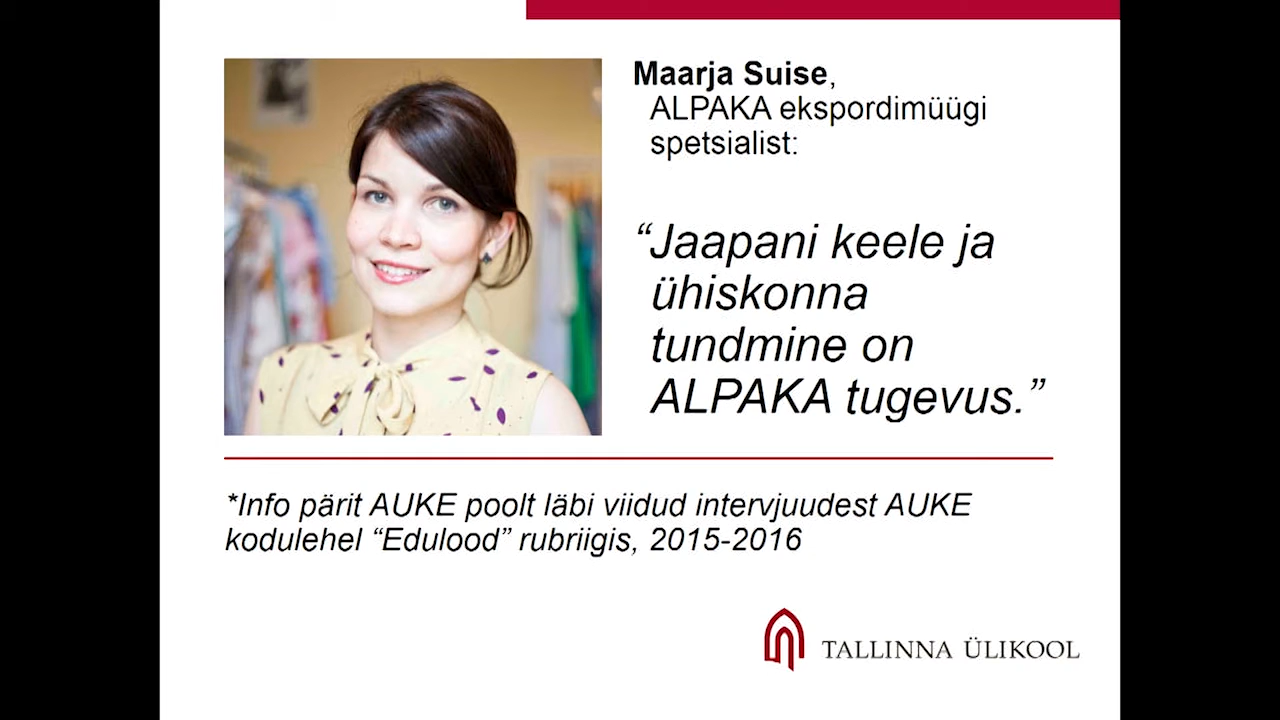 Maarja Suise,
ALPAKA ekspordimüügi
spetsialist:
“Jaapani keele ja
ühiskonna
tundmine on
ALPAKA tugevus.”
*Info pärit AUKE poolt läbi viidud intervjuudest AUKE
kodulehel “Edulood” rubriigis, 2015-2016
TALLINNA ÜLIKOOL